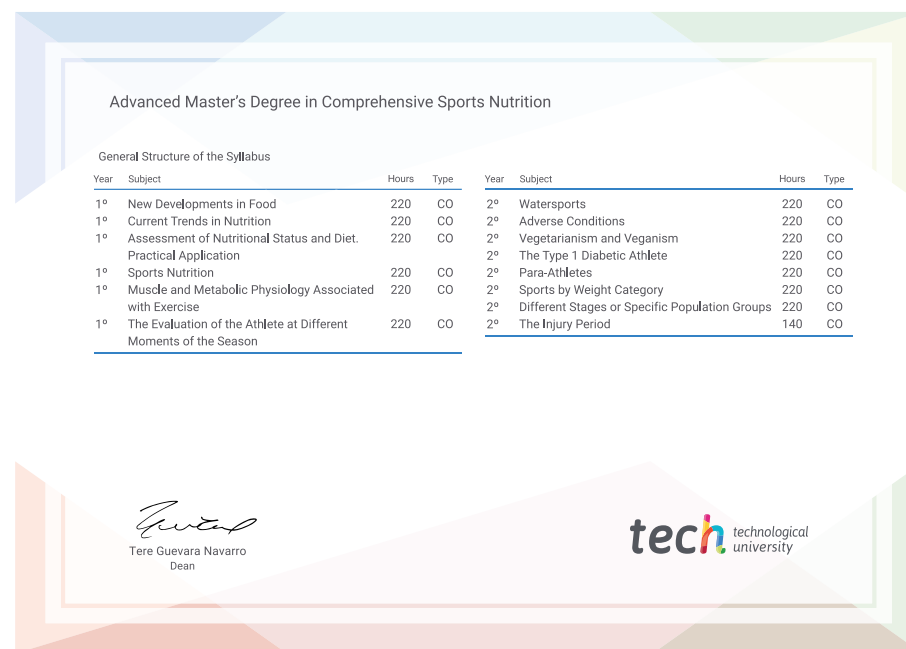 Advanced Master's Degree in Comprehensive Sports Nutrition
General Structure of the Syllabus
Year Subject Hours Type
1º New Developments in Food 220 CO
1º Current Trends in Nutrition 220 CO
1º Assessment of Nutritional Status and Diet. 220 CO
Practical Application
1º Sports Nutrition 220 CO
1º Muscle and Metabolic Physiology Associated 220 CO
with Exercise
1º The Evaluation of the Athlete at Different 220 CO
Moments of the Season
Year Subject Hours Type
2º Watersports 220 CO
2º Adverse Conditions 220 CO
2º Vegetarianism and Veganism 220 CO
2º The Type 1 Diabetic Athlete 220 CO
2º Para-Athletes 220 CO
2º Sports by Weight Category 220 CO
2º Different Stages or Specific Population Groups 220 CO
2º The Injury Period 140 CO
Tere Guevara Navarro
Dean
tech technological
university